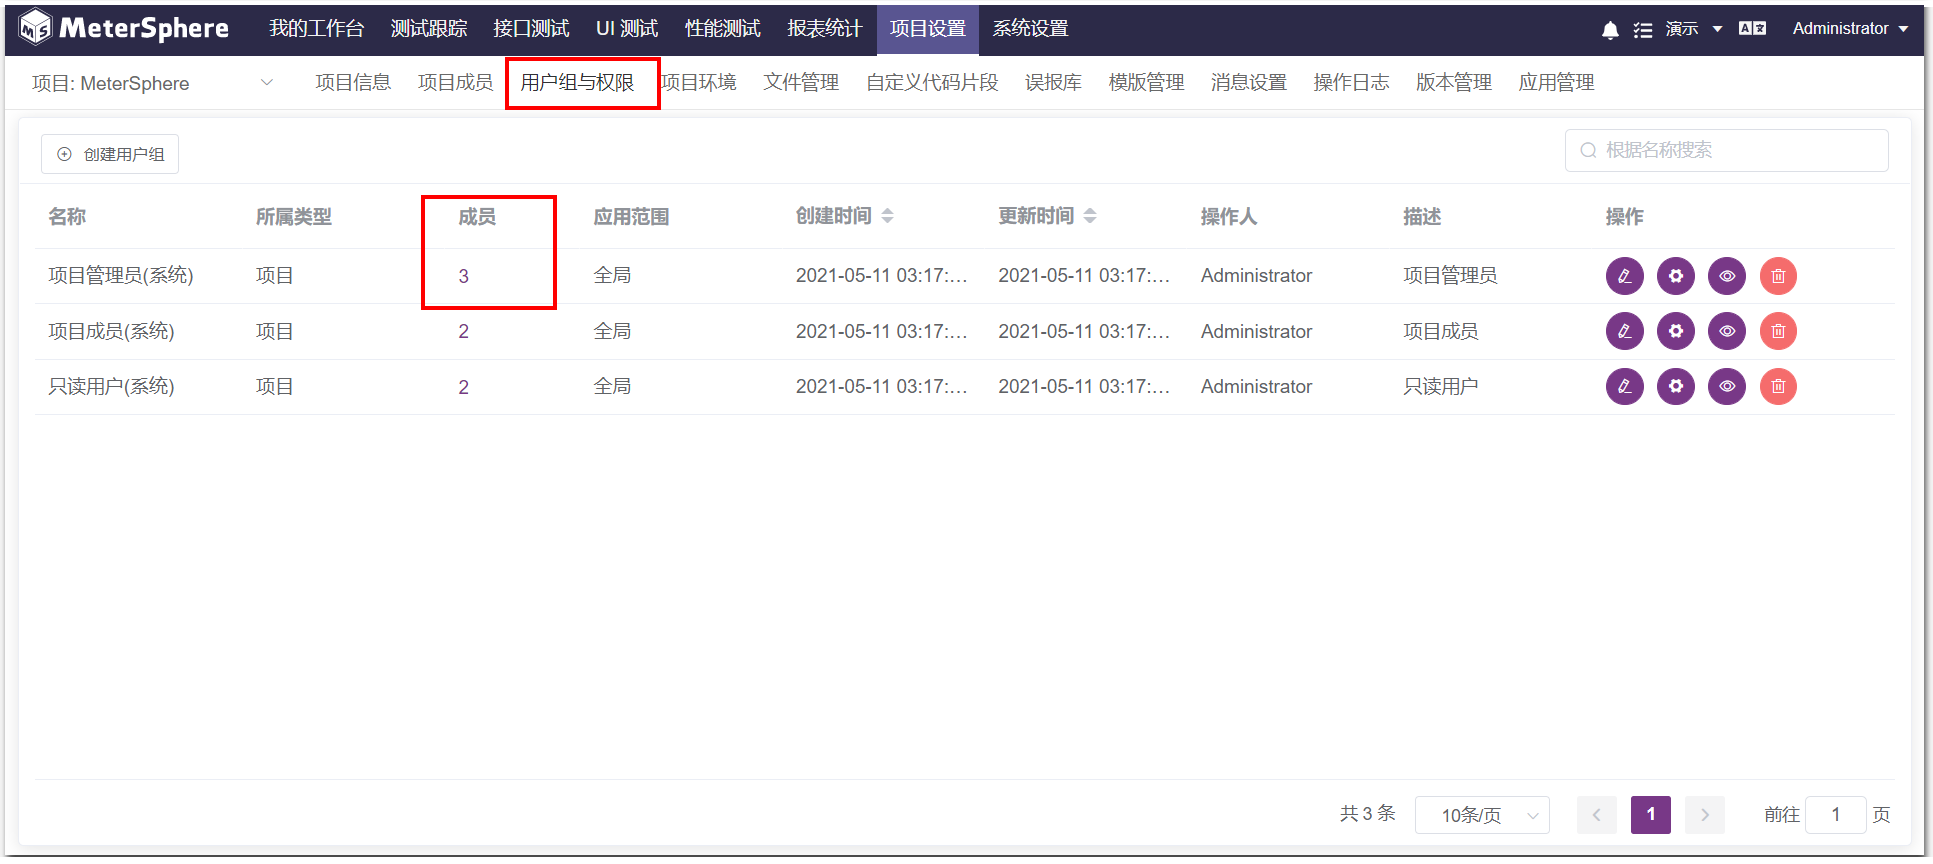 MeterSphere 我的工作台 测试跟踪 接口测试 UI 测试 性能测试 报表统计 项目设置 系统设置 演示 Administrator
项目: MeterSphere 项目信息 项目成员 用户组与权限 项目环境 文件管理 自定义代码片段 误报库 模版管理 消息设置 操作日志 版本管理 应用管理
创建用户组 根据名称搜索
名称 所属类型 成员 应用范围 创建时间 更新时间 操作人 描述 操作
项目管理员(系统) 项目 3 全局 2021-05-11 03:17:... 2021-05-11 03:17:... Administrator 项目管理员
项目成员(系统) 项目 2 全局 2021-05-11 03:17:... 2021-05-11 03:17:... Administrator 项目成员
只读用户(系统) 项目 2 全局 2021-05-11 03:17:... 2021-05-11 03:17:... Administrator 只读用户
共 3 条 10条/页 1 前往 1 页